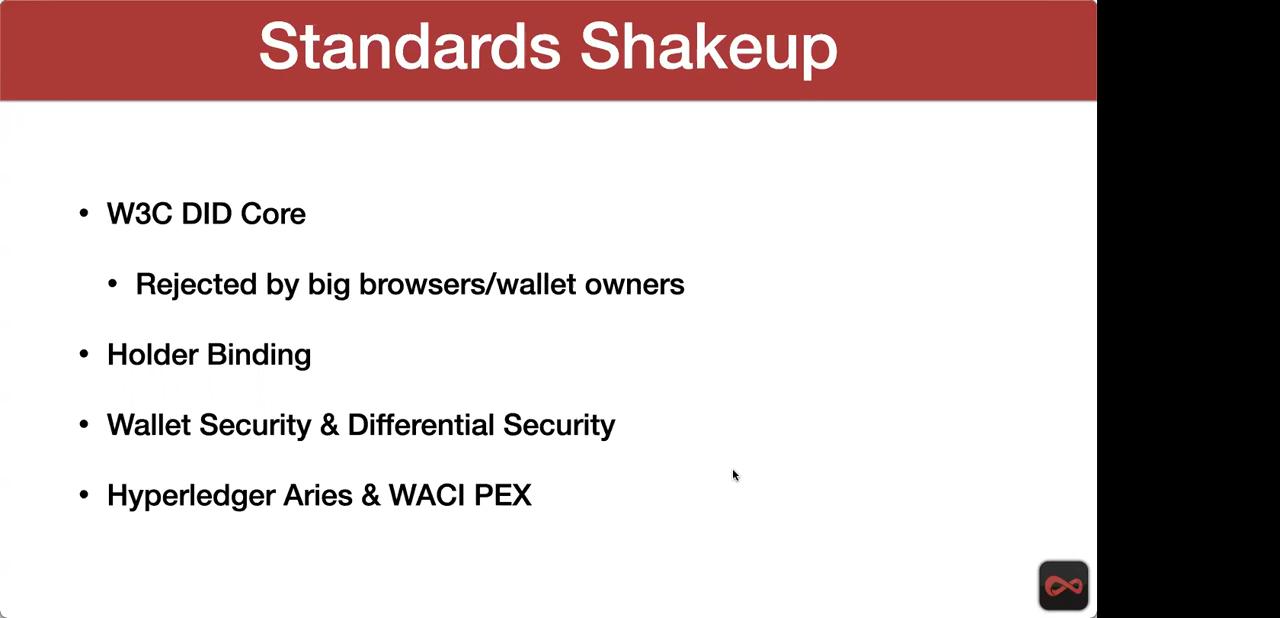 Standards Shakeup
• W3C DID Core
• Rejected by big browsers/wallet owners
• Holder Binding
• Wallet Security & Differential Security
• Hyperledger Aries & WACI PEX